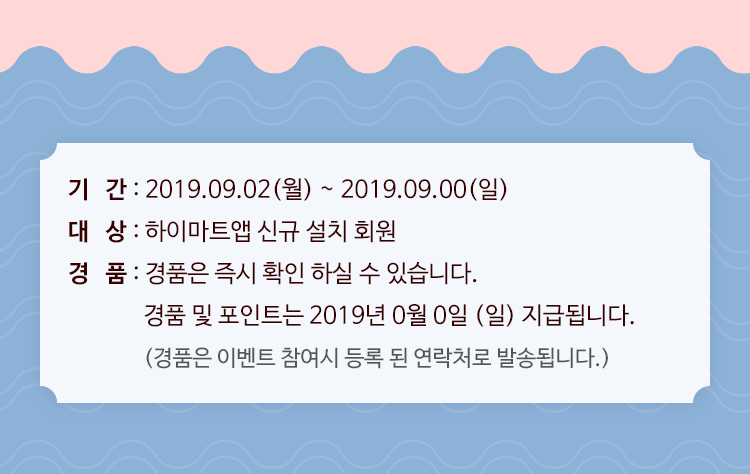 기 간 : 2019.09.02(월) ~ 2019.09.00(일)
대 상 : 하이마트앱 신규 설치 회원
경 품 : 경품은 즉시 확인 하실 수 있습니다.
경품 및 포인트는 2019년 0월 0일 (일) 지급됩니다.
(경품은 이벤트 참여시 등록 된 연락처로 발송됩니다.)